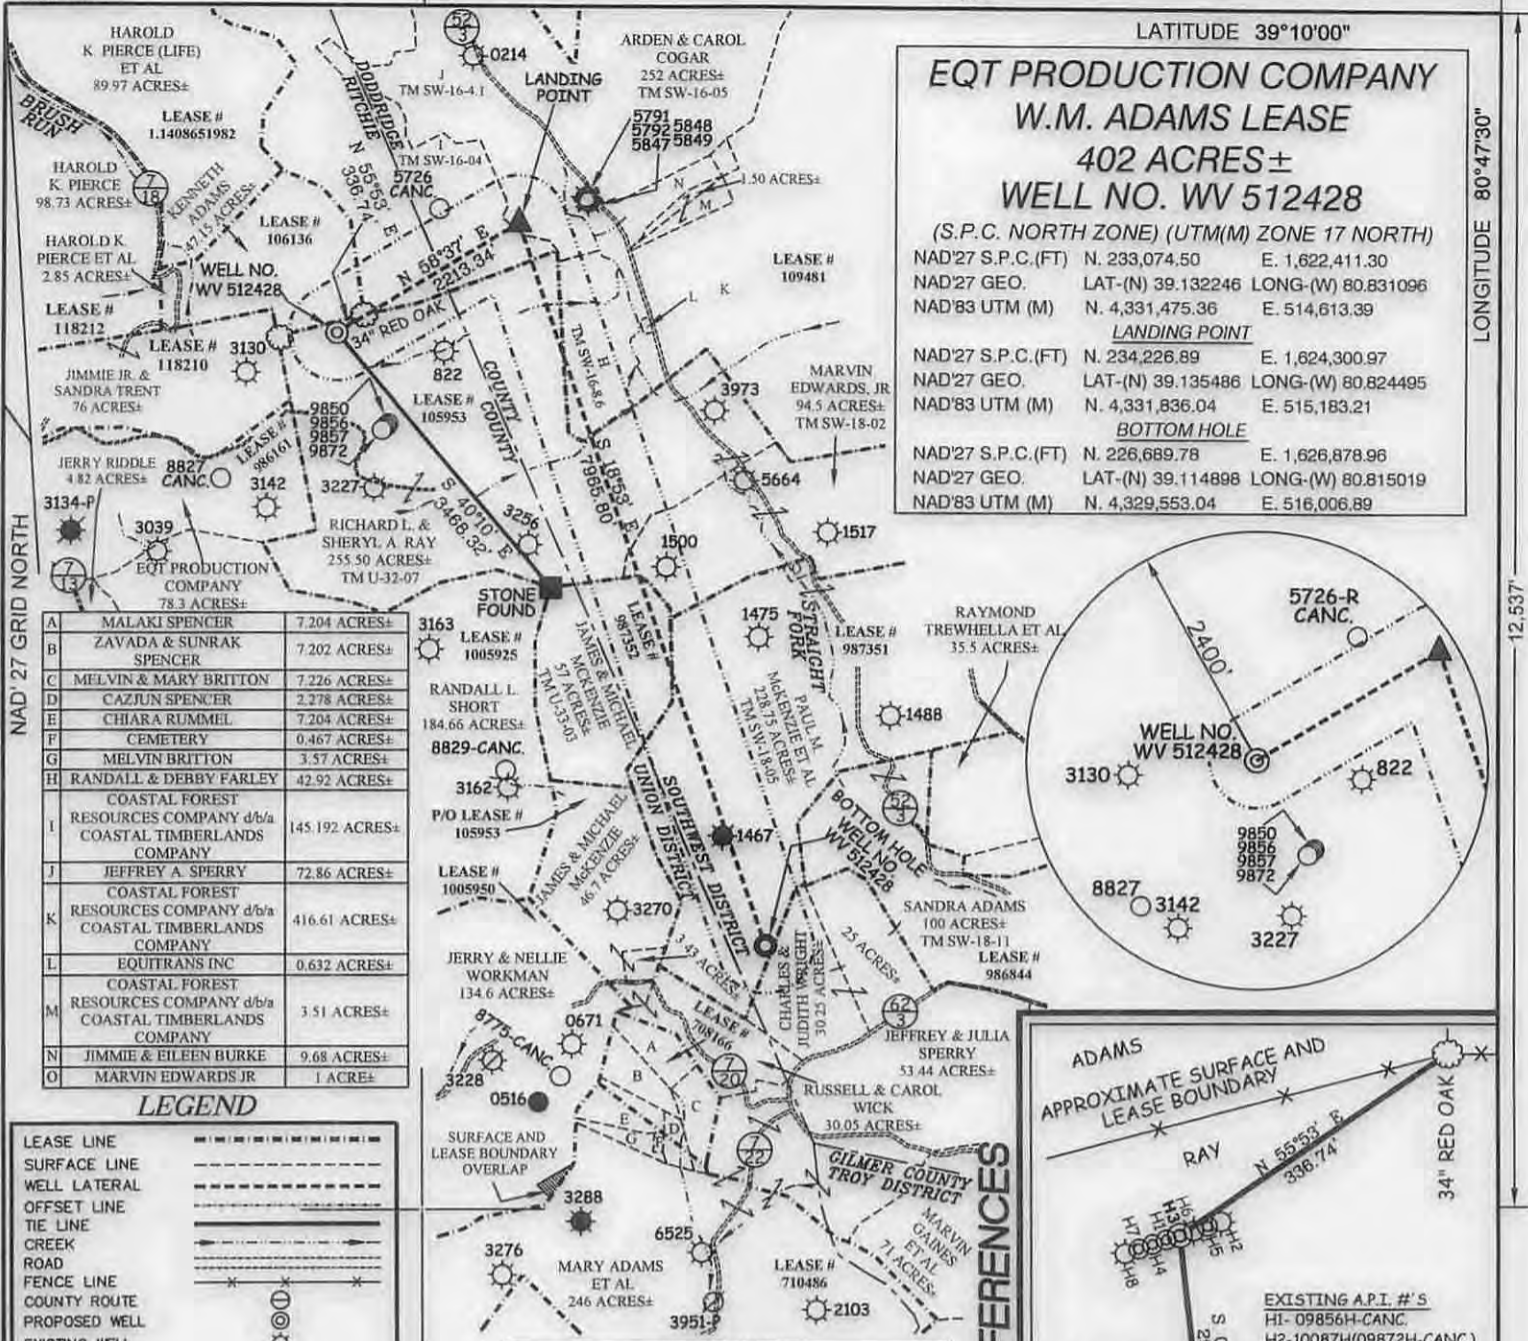 LATITUDE 39°10'00"
LONGITUDE 80°47'30"
12,537'
EQT PRODUCTION COMPANY
W.M. ADAMS LEASE
402 ACRES±
WELL NO. WV 512428
(S.P.C. NORTH ZONE) (UTM(M) ZONE 17 NORTH)
NAD'27 S.P.C.(FT) N. 233,074.50 E. 1,622,411.30
NAD'27 GEO. LAT-(N) 39.132246 LONG-(W) 80.831096
NAD'83 UTM (M) N. 4,331,475.36 E. 514,613.39
LANDING POINT
NAD'27 S.P.C.(FT) N. 234,226.89 E. 1,624,300.97
NAD'27 GEO. LAT-(N) 39.135486 LONG-(W) 80.824495
NAD'83 UTM (M) N. 4,331,836.04 E. 515,183.21
BOTTOM HOLE
NAD'27 S.P.C.(FT) N. 226,689.78 E. 1,626,878.96
NAD'27 GEO. LAT-(N) 39.114898 LONG-(W) 80.815019
NAD'83 UTM (M) N. 4,329,553.04 E. 516,006.89
HAROLD
K. PIERCE (LIFE)
ET AL
89.97 ACRES±
BRUSH
RUN
LEASE #
1.1408651982
HAROLD
K. PIERCE
98.73 ACRES±
7
18
KENNETH
ADAMS
47.15 ACRES±
LEASE #
106136
HAROLD K.
PIERCE ET AL
2.85 ACRES±
WELL NO.
WV 512428
LEASE #
118212
LEASE #
118210
3130
JIMMIE JR. &
SANDRA TRENT
76 ACRES±
DODDRIDGE
RITCHIE
N 55°53' E
336.74'
52
3
0214
J
TM SW-16-4.1
LANDING
POINT
I
TM SW-16-04
5726
CANC.
ARDEN & CAROL
COGAR
252 ACRES±
TM SW-16-05
5791
5792 5848
5847 5849
N
M
1.50 ACRES±
N 58°37' E
2213.34'
34" RED OAK
LEASE #
109481
L
K
H
TM SW-16-8.6
822
COUNTY
COUNTY
LEASE #
105953
9850
9856
9857
9872
LEASE #
986161
3973
MARVIN
EDWARDS, JR
94.5 ACRES±
TM SW-18-02
JERRY RIDDLE
4.82 ACRES±
8827
CANC.
3142
3227
3134-P
3039
7
13
EQT PRODUCTION
COMPANY
78.3 ACRES±
RICHARD L. &
SHERYL A. RAY
255.50 ACRES±
TM U-32-07
S 40°10' E
3468.32'
3256
S 18°53' E
7965.80'
5664
1517
1500
STONE
FOUND
NAD' 27 GRID NORTH
A MALAKI SPENCER 7.204 ACRES±
B ZAVADA & SUNRAK
SPENCER 7.202 ACRES±
C MELVIN & MARY BRITTON 7.226 ACRES±
D CAZJUN SPENCER 2.278 ACRES±
E CHIARA RUMMEL 7.204 ACRES±
F CEMETERY 0.467 ACRES±
G MELVIN BRITTON 3.57 ACRES±
H RANDALL & DEBBY FARLEY 42.92 ACRES±
I COASTAL FOREST
RESOURCES COMPANY d/b/a
COASTAL TIMBERLANDS
COMPANY 145.192 ACRES±
J JEFFREY A. SPERRY 72.86 ACRES±
K COASTAL FOREST
RESOURCES COMPANY d/b/a
COASTAL TIMBERLANDS
COMPANY 416.61 ACRES±
L EQUITRANS INC 0.632 ACRES±
M COASTAL FOREST
RESOURCES COMPANY d/b/a
COASTAL TIMBERLANDS
COMPANY 3.51 ACRES±
N JIMMIE & EILEEN BURKE 9.68 ACRES±
O MARVIN EDWARDS JR 1 ACRE±
3163
LEASE #
1005925
LEASE #
987352
JAMES & MICHAEL
MCKENZIE
57 ACRES±
TM U-33-03
1475
STRAIGHT
FORK
LEASE #
987351
RAYMOND
TREWHELLA ET AL
35.5 ACRES±
RANDALL L.
SHORT
184.66 ACRES±
8829-CANC.
3162
PAUL M.
McKENZIE ET AL
228.75 ACRES±
TM SW-18-05
1488
P/O LEASE #
105953
UNION DISTRICT
SOUTHWEST DISTRICT
JAMES & MICHAEL
McKENZIE
46.7 ACRES±
1467
BOTTOM HOLE
WELL NO.
WV 512428
52
3
LEASE #
1005950
3270
SANDRA ADAMS
100 ACRES±
TM SW-18-11
LEASE #
986844
JERRY & NELLIE
WORKMAN
134.6 ACRES±
3.43 ACRES±
CHARLES &
JUDITH WRIGHT
30.25 ACRES±
25 ACRES±
LEASE #
708166
62
3
JEFFREY & JULIA
SPERRY
53.44 ACRES±
8775-CANC.
0671
3228
0516
A
B
C
D
E
G
7
20
RUSSELL & CAROL
WICK
30.05 ACRES±
SURFACE AND
LEASE BOUNDARY
OVERLAP
7
22
GILMER COUNTY
TROY DISTRICT
3288
6525
MARVIN
GAINES
ET AL
71 ACRES±
3276
MARY ADAMS
ET AL
246 ACRES±
LEASE #
710486
3951-P
2103
FERENCES
LEGEND
LEASE LINE
SURFACE LINE
WELL LATERAL
OFFSET LINE
TIE LINE
CREEK
ROAD
FENCE LINE
COUNTY ROUTE
PROPOSED WELL
2400'
5726-R
CANC.
WELL NO.
WV 512428
3130
822
9850
9856
9857
9872
8827
3142
3227
ADAMS
APPROXIMATE SURFACE AND
LEASE BOUNDARY
RAY
N 55°53' E
336.74'
34" RED OAK
H7
H1
H3
H6
H8
H4
H5
H2
EXISTING A.P.I. #'S
H1- 09856H-CANC.
H2-10087H(09872H-CANC.)